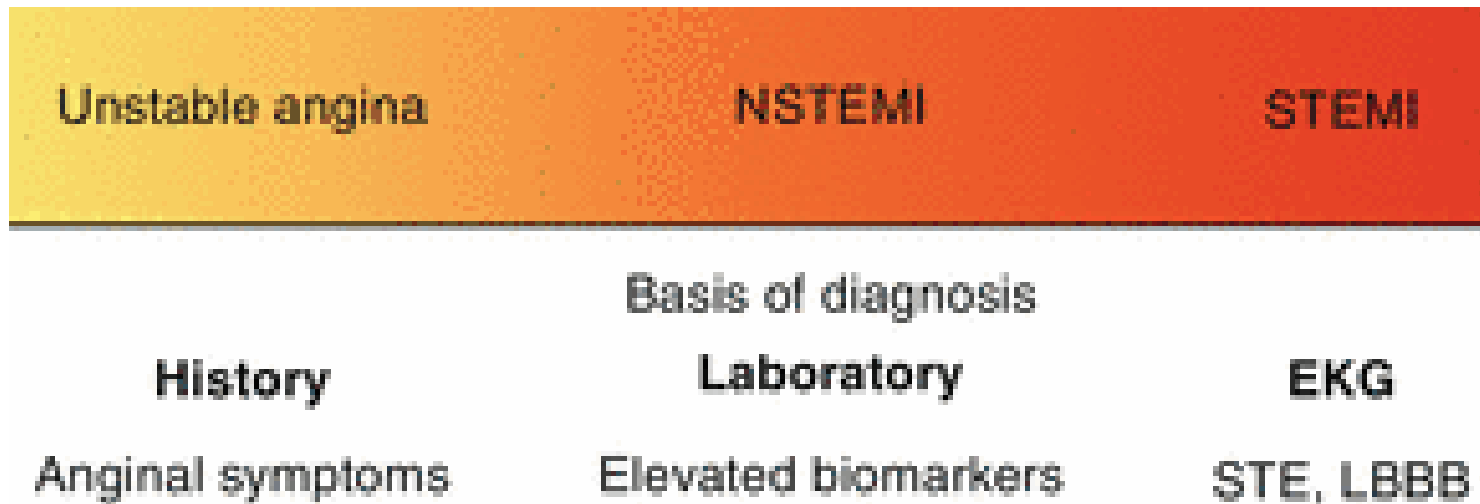 Unstable angina NSTEMI STEMI
Basis of diagnosis
History Laboratory EKG
Anginal symptoms Elevated biomarkers STE, LBBB